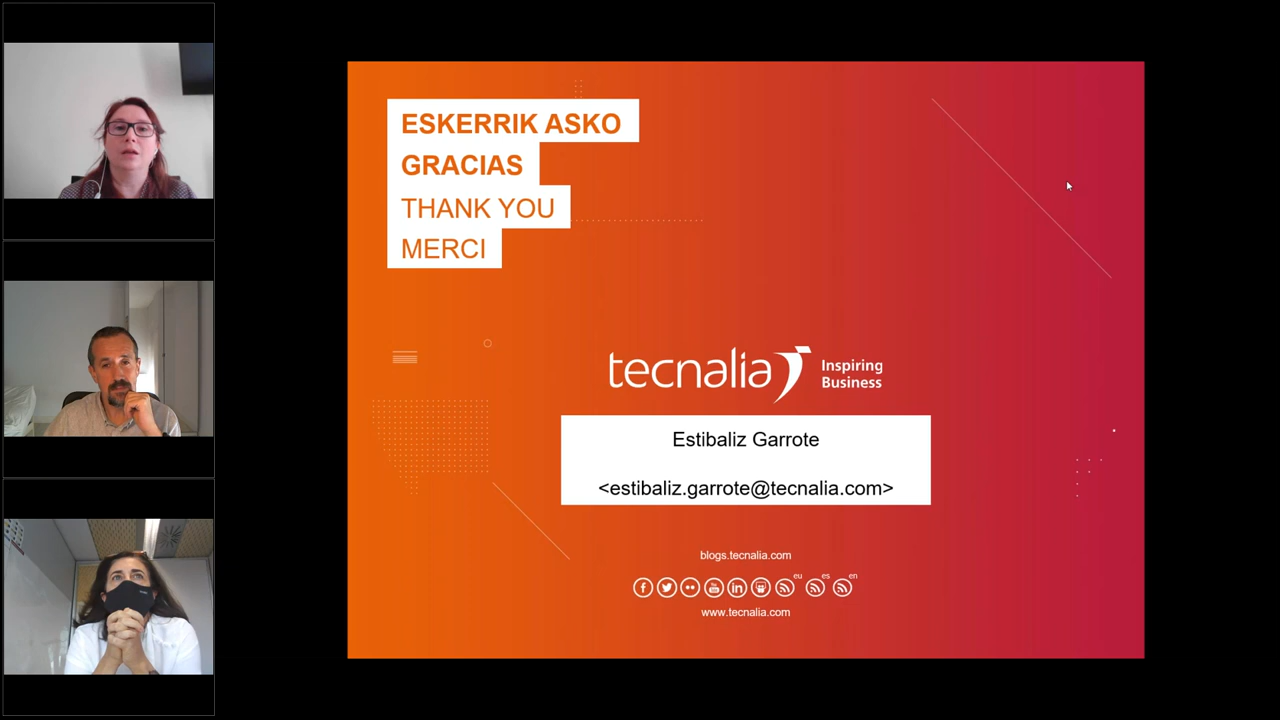 ESKERRIK ASKO
GRACIAS
THANK YOU
MERCI
tecnalia Inspiring
Business
Estibaliz Garrote
<estibaliz.garrote@tecnalia.com>
blogs.tecnalia.com
eu es en
www.tecnalia.com